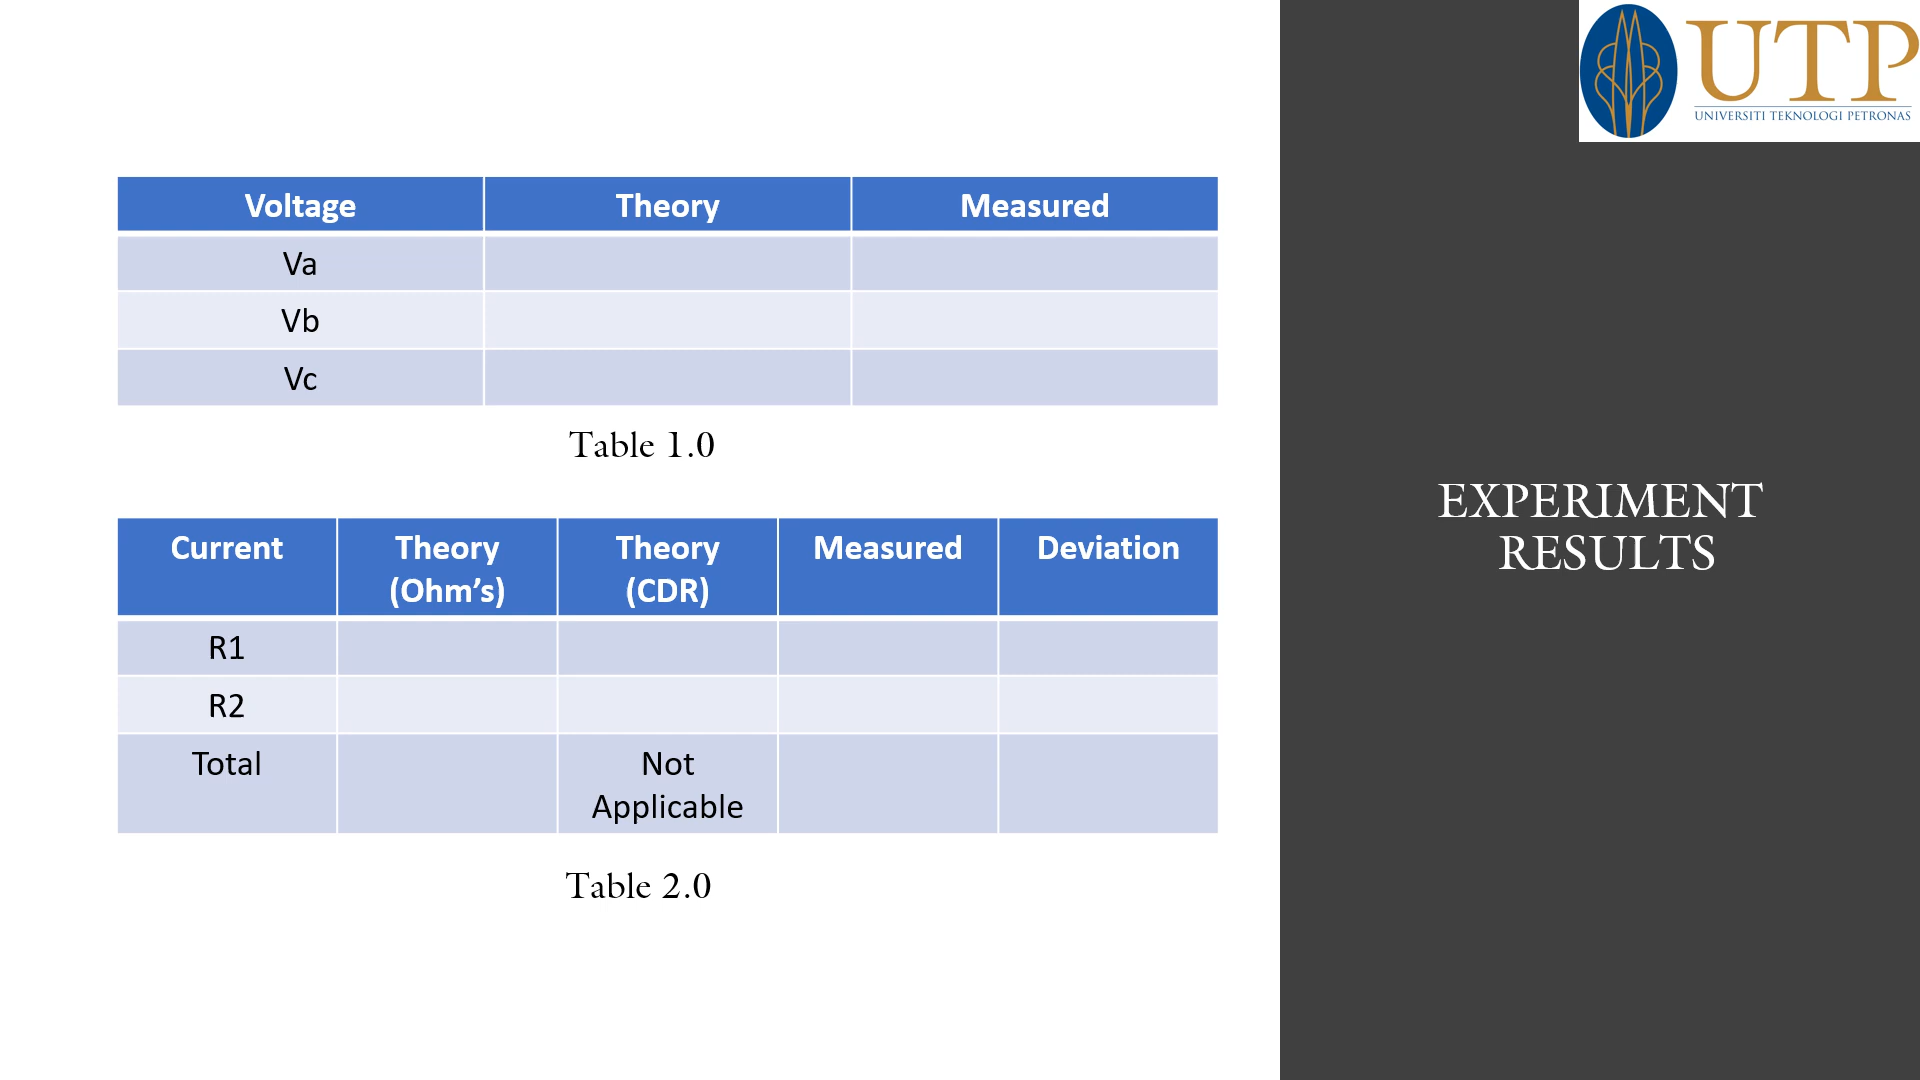 UTP
UNIVERSITI TEKNOLOGI PETRONAS
Voltage Theory Measured
Va
Vb
Vc
Table 1.0
Current Theory (Ohm’s) Theory (CDR) Measured Deviation
R1
R2
Total Not Applicable
Table 2.0
EXPERIMENT
RESULTS